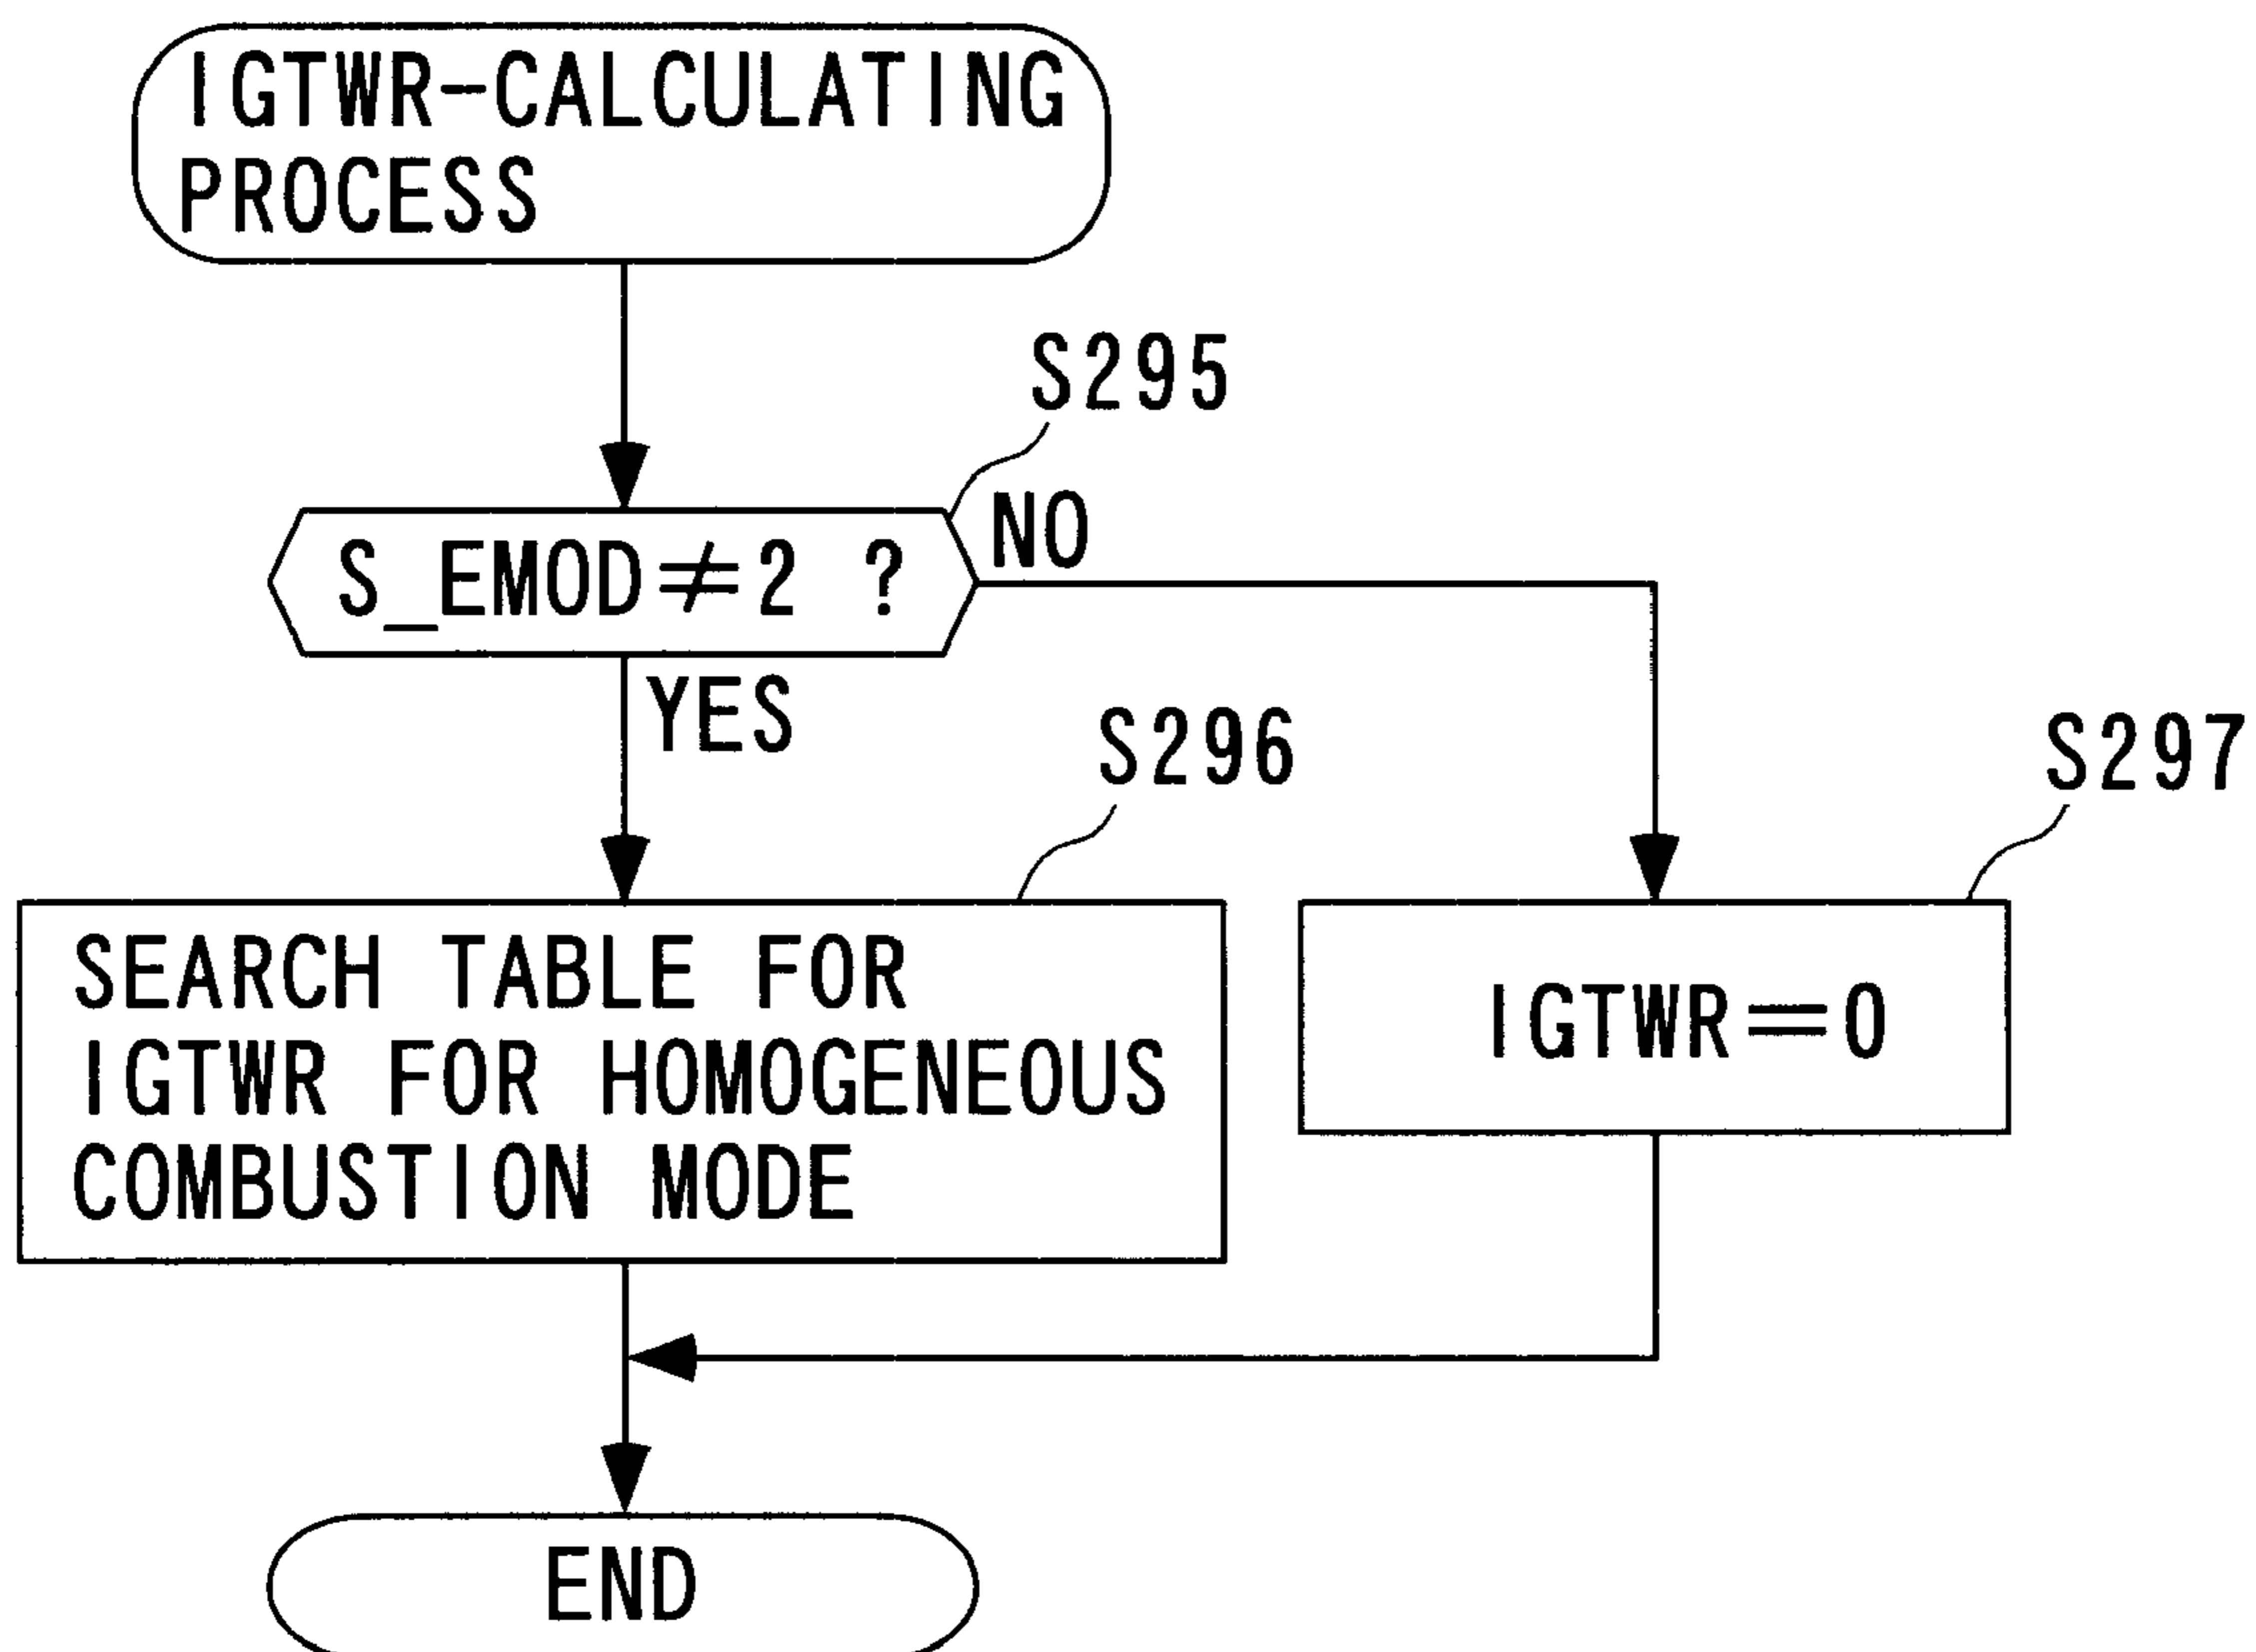 IGTWR-CALCULATING
PROCESS
S295
S_EMOD≠2 ?
NO
YES
S296
S297
SEARCH TABLE FOR
IGTWR FOR HOMOGENEOUS
COMBUSTION MODE
IGTWR=0
END